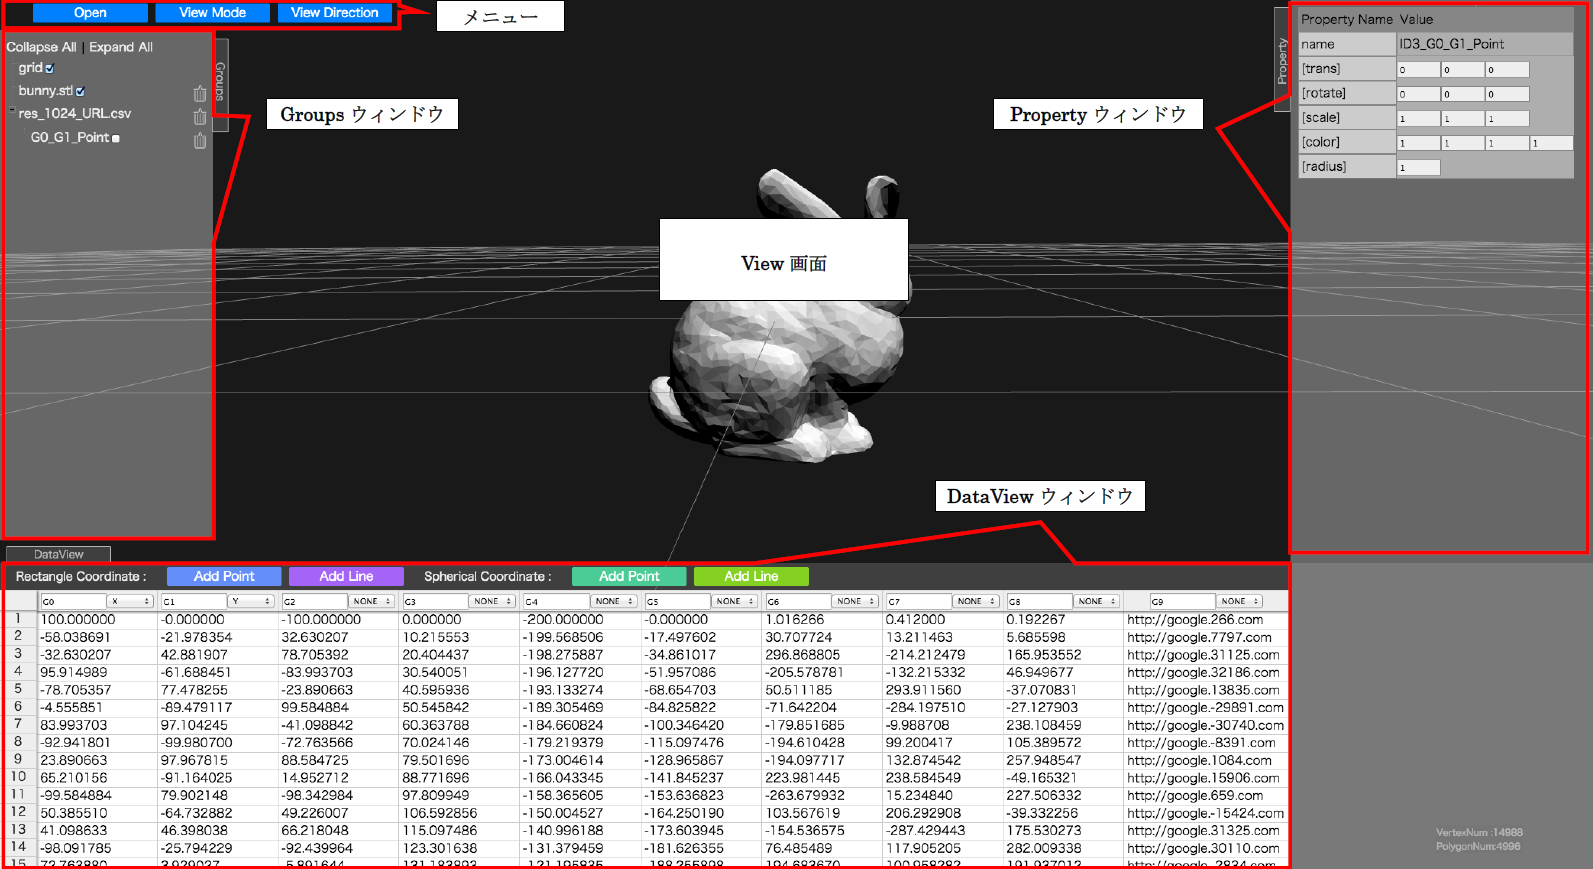 Open View Mode View Direction
メニュー
Collapse All | Expand All
grid
bunny.stl
res_1024_URL.csv
G0_G1_Point
Groups
Groups ウィンドウ
Property ウィンドウ
Property
Property Name Value
name ID3_G0_G1_Point
[trans] 0 0 0
[rotate] 0 0 0
[scale] 1 1 1
[color] 1 1 1 1
[radius] 1
View 画面
DataView ウィンドウ
DataView
Rectangle Coordinate : Add Point Add Line Spherical Coordinate : Add Point Add Line
G0 X G1 Y G2 NONE G3 NONE G4 NONE G5 NONE G6 NONE G7 NONE G8 NONE G9 NONE
1 100.000000 -0.000000 -100.000000 0.000000 -200.000000 -0.000000 1.016266 0.412000 0.192267 http://google.266.com
2 -58.038691 -21.978354 32.630207 10.215553 -199.568506 -17.497602 30.707724 13.211463 5.685598 http://google.7797.com
3 -32.630207 42.881907 78.705392 20.404437 -198.275887 -34.861017 296.868805 -214.212479 165.953552 http://google.31125.com
4 95.914989 -61.688451 -83.993703 30.540051 -196.127720 -51.957086 -205.578781 -132.215332 46.949677 http://google.32186.com
5 -78.705357 77.478255 -23.890663 40.595936 -193.133274 -68.654703 50.511185 293.911560 -37.070831 http://google.13835.com
6 -4.555851 -89.479117 99.584884 50.545842 -189.305469 -84.825822 -71.642204 -284.197510 -27.127903 http://google.-29891.com
7 83.993703 97.104245 -41.098842 60.363788 -184.660824 -100.346420 -179.851685 -9.988708 238.108459 http://google.-30740.com
8 -92.941801 -99.980700 -72.763566 70.024146 -179.219379 -115.097476 -194.610428 99.200417 105.389572 http://google.-8391.com
9 23.890663 97.967815 88.584725 79.501696 -173.004614 -128.965867 -194.097717 132.874542 257.948547 http://google.1084.com
10 65.210156 -91.164025 14.952712 88.771696 -166.043345 -141.845237 223.981445 238.584549 -49.165321 http://google.15906.com
11 -99.584884 79.902148 -98.342984 97.809949 -158.365605 -153.636823 -263.679932 15.234840 227.506332 http://google.659.com
12 50.385510 -64.732882 49.226007 106.592856 -150.004527 -164.250190 103.567619 206.292908 -39.332256 http://google.-15424.com
13 41.098633 46.398038 66.218048 115.097486 -140.996188 -173.603945 -154.536575 -287.429443 175.530273 http://google.31325.com
14 -98.091785 -25.794229 -92.439964 123.301638 -131.379459 -181.626355 76.485489 117.905205 282.009338 http://google.30110.com
VertexNum :14988
PolygonNum:4996